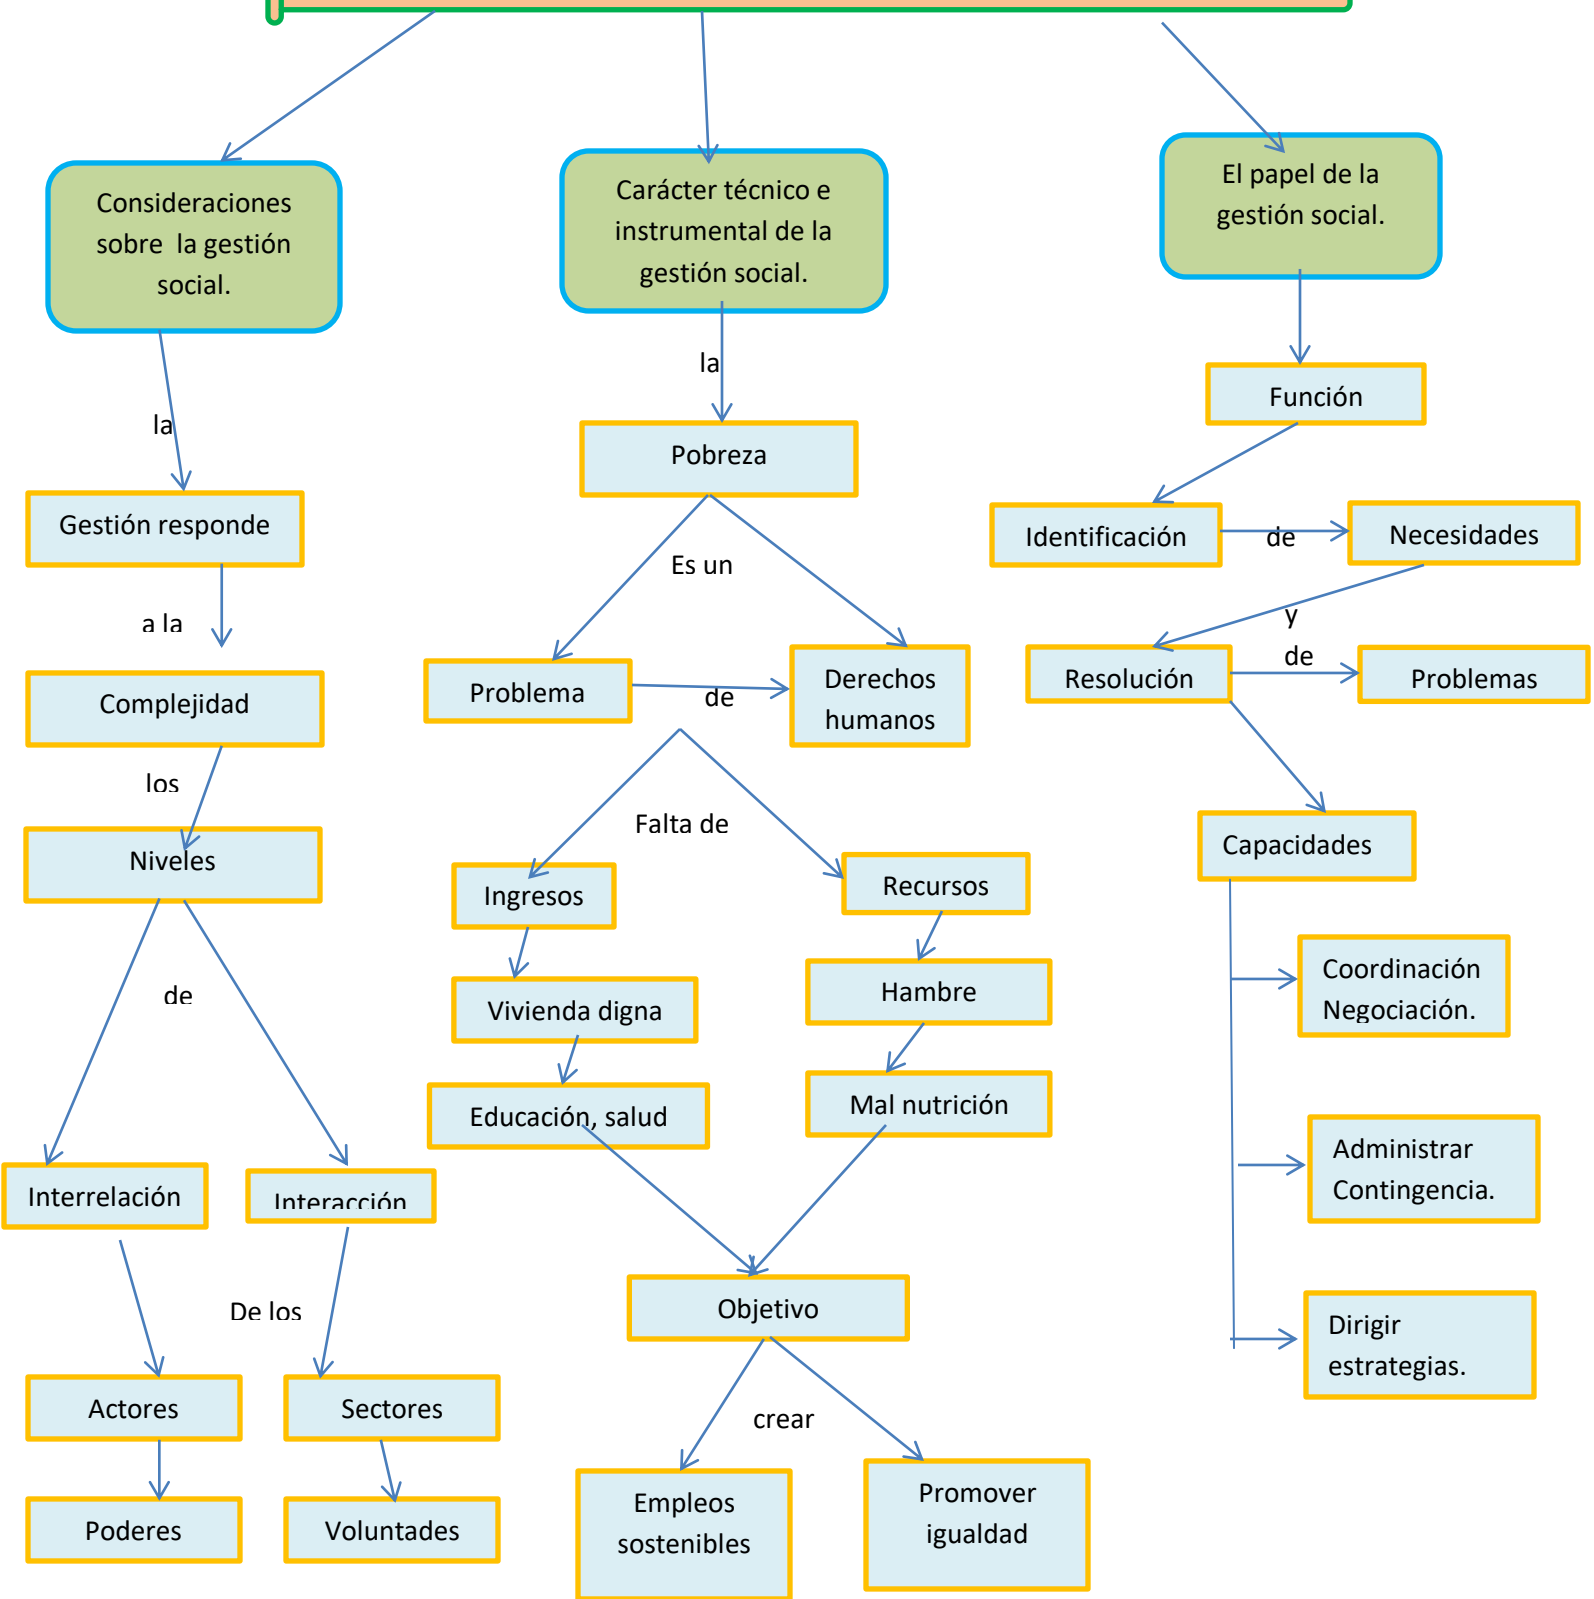 Consideraciones
sobre la gestión
social.
la
Gestión responde
a la
Complejidad
los
Niveles
de
Interrelación
Interacción
De los
Actores
Sectores
Poderes
Voluntades
Carácter técnico e
instrumental de la
gestión social.
la
Pobreza
Es un
Problema
de
Derechos
humanos
Falta de
Ingresos
Recursos
Vivienda digna
Hambre
Educación, salud
Mal nutrición
Objetivo
crear
Empleos
sostenibles
Promover
igualdad
El papel de la
gestión social.
Función
Identificación
de
Necesidades
y
Resolución
de
Problemas
Capacidades
Coordinación
Negociación.
Administrar
Contingencia.
Dirigir
estrategias.